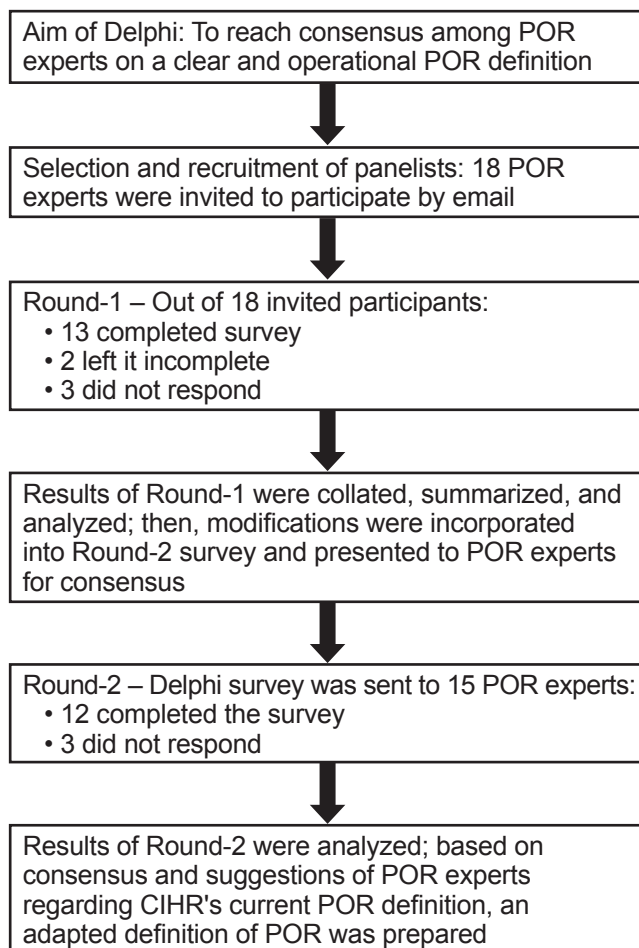 Aim of Delphi: To reach consensus among POR
experts on a clear and operational POR definition
Selection and recruitment of panelists: 18 POR
experts were invited to participate by email
Round-1 – Out of 18 invited participants:
• 13 completed survey
• 2 left it incomplete
• 3 did not respond
Results of Round-1 were collated, summarized, and
analyzed; then, modifications were incorporated
into Round-2 survey and presented to POR experts
for consensus
Round-2 – Delphi survey was sent to 15 POR experts:
• 12 completed the survey
• 3 did not respond
Results of Round-2 were analyzed; based on
consensus and suggestions of POR experts
regarding CIHR's current POR definition, an
adapted definition of POR was prepared